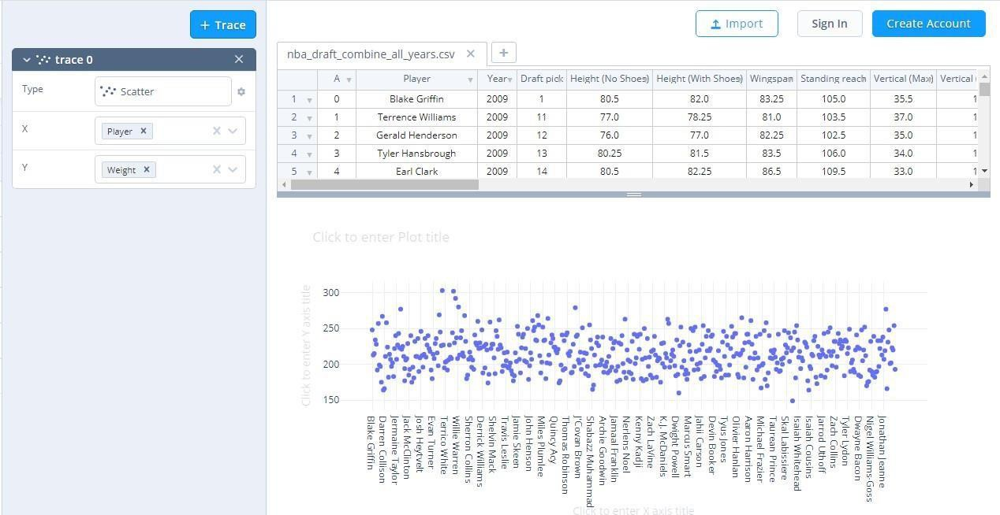 + Trace
Import
Sign In
Create Account
trace 0
Type
Scatter
X
Player
Y
Weight
nba_draft_combine_all_years.csv
+
A Player Year Draft pick Height (No Shoes) Height (With Shoes) Wingspan Standing reach Vertical (Max) Vertical (
1 0 Blake Griffin 2009 1 80.5 82.0 83.25 105.0 35.5 1
2 1 Terrence Williams 2009 11 77.0 78.25 81.0 103.5 37.0 1
3 2 Gerald Henderson 2009 12 76.0 77.0 82.25 102.5 35.0 1
4 3 Tyler Hansbrough 2009 13 80.25 81.5 83.5 106.0 34.0 1
5 4 Earl Clark 2009 14 80.5 82.25 86.5 109.5 33.0 1
Click to enter Plot title
Click to enter Y axis title
300
250
200
150
Blake Griffin
Darren Collison
Jermaine Taylor
Jack McClinton
Josh Heytvelt
Evan Turner
Terrico White
Willie Warren
Sherron Collins
Derrick Williams
Shelvin Mack
Travis Leslie
Jamie Skeen
John Henson
Miles Plumlee
Quincy Acy
Thomas Robinson
J'Covan Brown
Shabazz Muhammad
Archie Goodwin
Jamaal Franklin
Nerlens Noel
Kenny Kadji
Zach LaVine
K.J. McDaniels
Dwight Powell
Marcus Smart
Jahii Carson
Devin Booker
Tyus Jones
Olivier Hanlan
Aaron Harrison
Michael Frazier
Taurean Prince
Skal Labissiere
Isaiah Whitehead
Isaiah Cousins
Jarrod Uthoff
Zach Collins
Tyler Lydon
Dwayne Bacon
Nigel Williams-Goss
Jonathan Jeanne
Click to enter X axis title